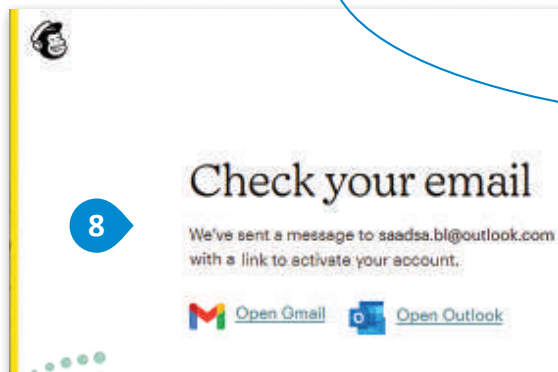 Check your email
8
We've sent a message to saadsa.bl@outlook.com
with a link to activate your account.
Open Gmail Open Outlook